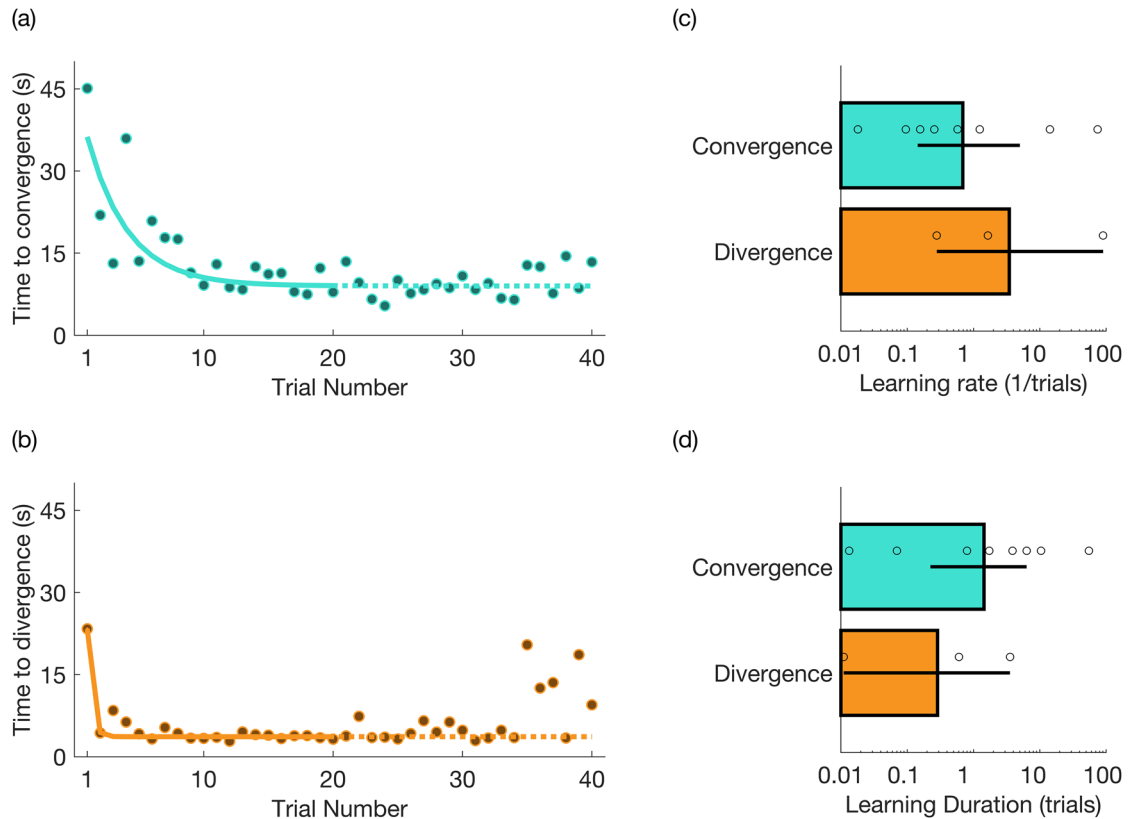 (a)
Time to convergence (s)
45
30
15
0
1 10 20 30 40
Trial Number
(b)
Time to divergence (s)
45
30
15
0
1 10 20 30 40
Trial Number
(c)
Convergence
Divergence
0.01 0.1 1 10 100
Learning rate (1/trials)
(d)
Convergence
Divergence
0.01 0.1 1 10 100
Learning Duration (trials)